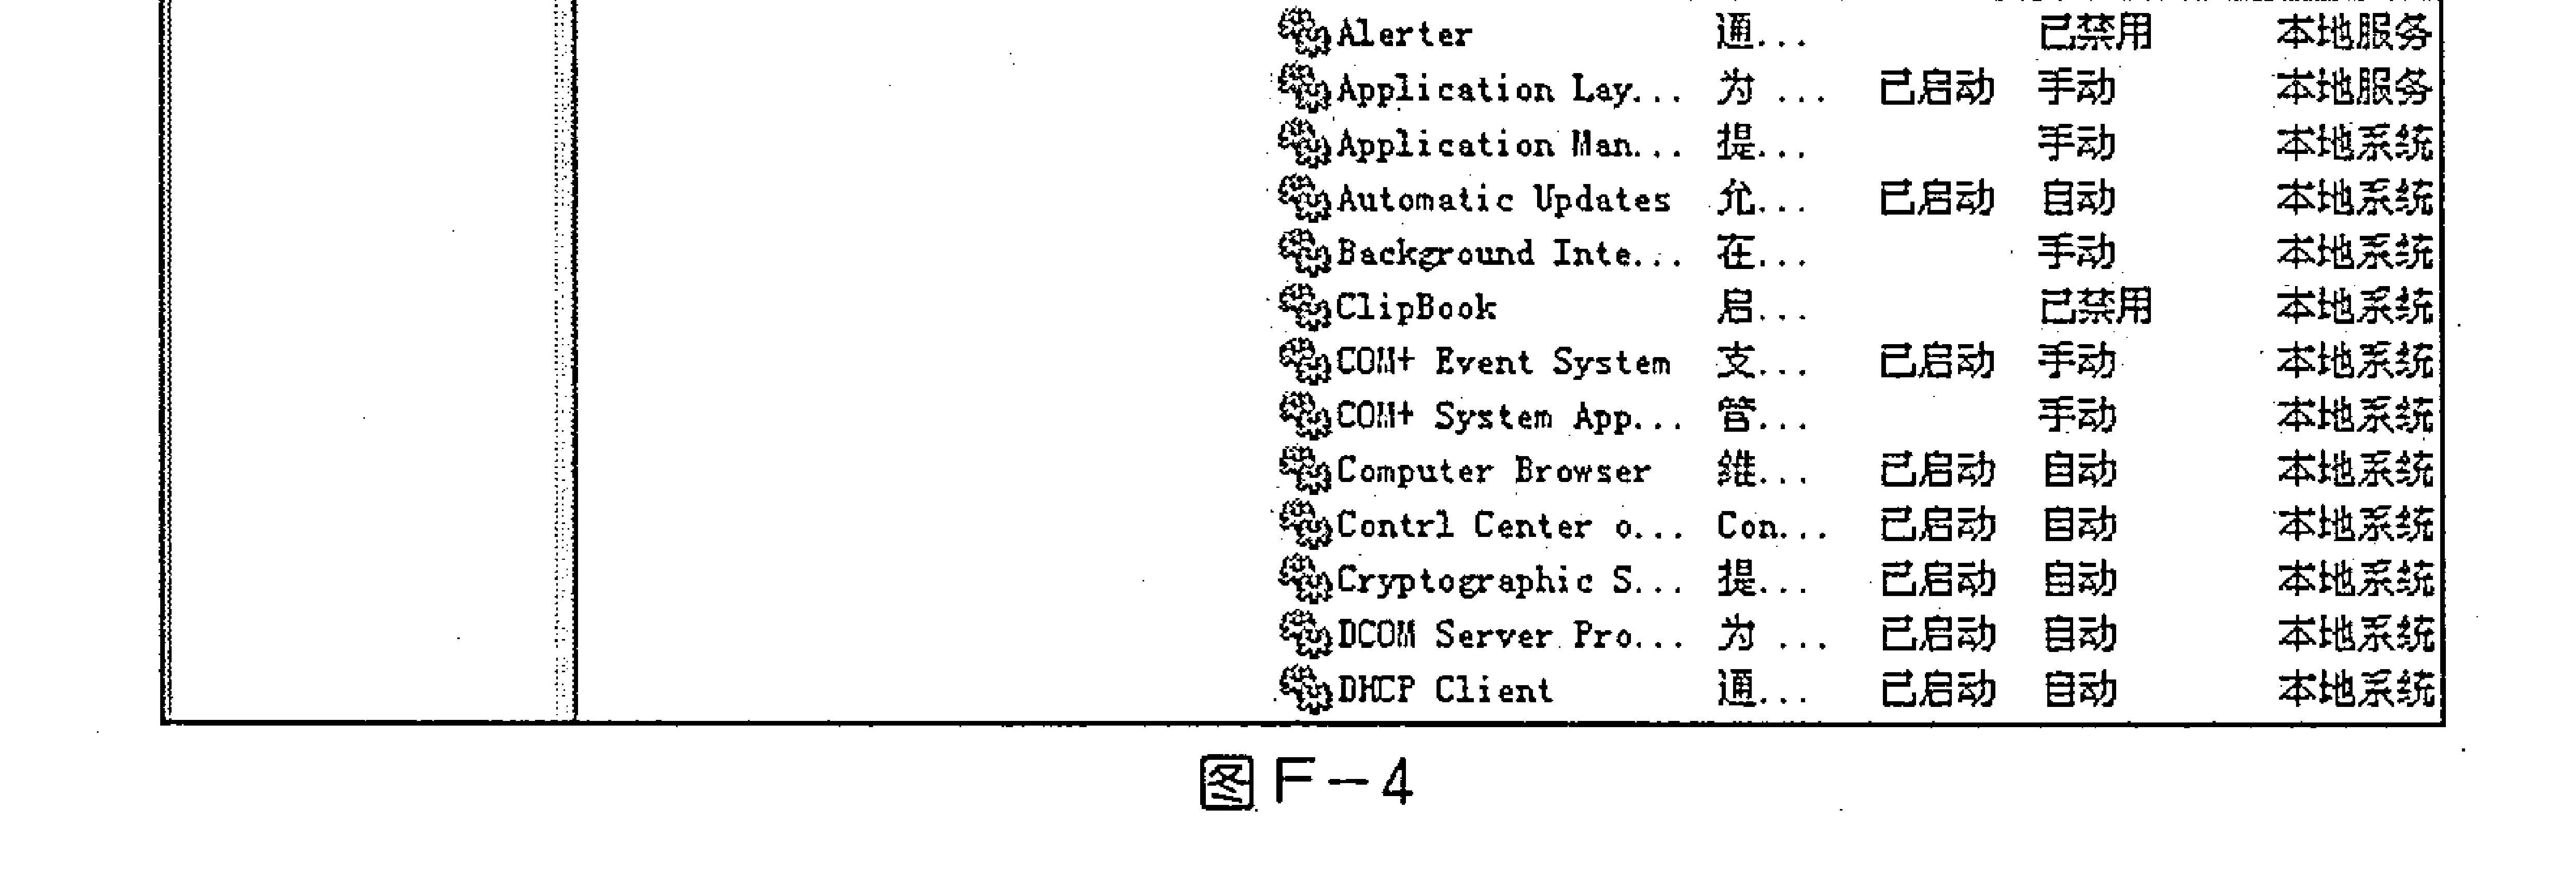 Alerter 通... 已禁用 本地服务
Application Lay... 为 ... 已启动 手动 本地服务
Application Man... 提... 手动 本地系统
Automatic Updates 允... 已启动 自动 本地系统
Background Inte... 在... 手动 本地系统
ClipBook 启... 已禁用 本地系统
COM+ Event System 支... 已启动 手动 本地系统
COM+ System App... 管... 手动 本地系统
Computer Browser 维... 已启动 自动 本地系统
Contrl Center o... Con... 已启动 自动 本地系统
Cryptographic S... 提... 已启动 自动 本地系统
DCOM Server Pro... 为 ... 已启动 自动 本地系统
DHCP Client 通... 已启动 自动 本地系统
图F-4